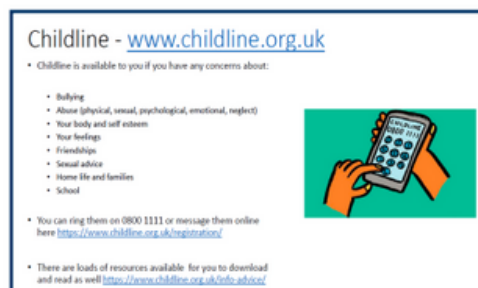 Childline - www.childline.org.uk
• Childline is available to you if you have any concerns about:
• Bullying
• Abuse (physical, sexual, psychological, emotional, neglect)
• Your body and self esteem
• Your feelings
• Friendships
• Sexual advice
• Home life and families
• School
CHILDLINE
0800 1111
• You can ring them on 0800 1111 or message them online
here https://www.childline.org.uk/registration/
• There are loads of resources available for you to download
and read as well https://www.childline.org.uk/info-advice/